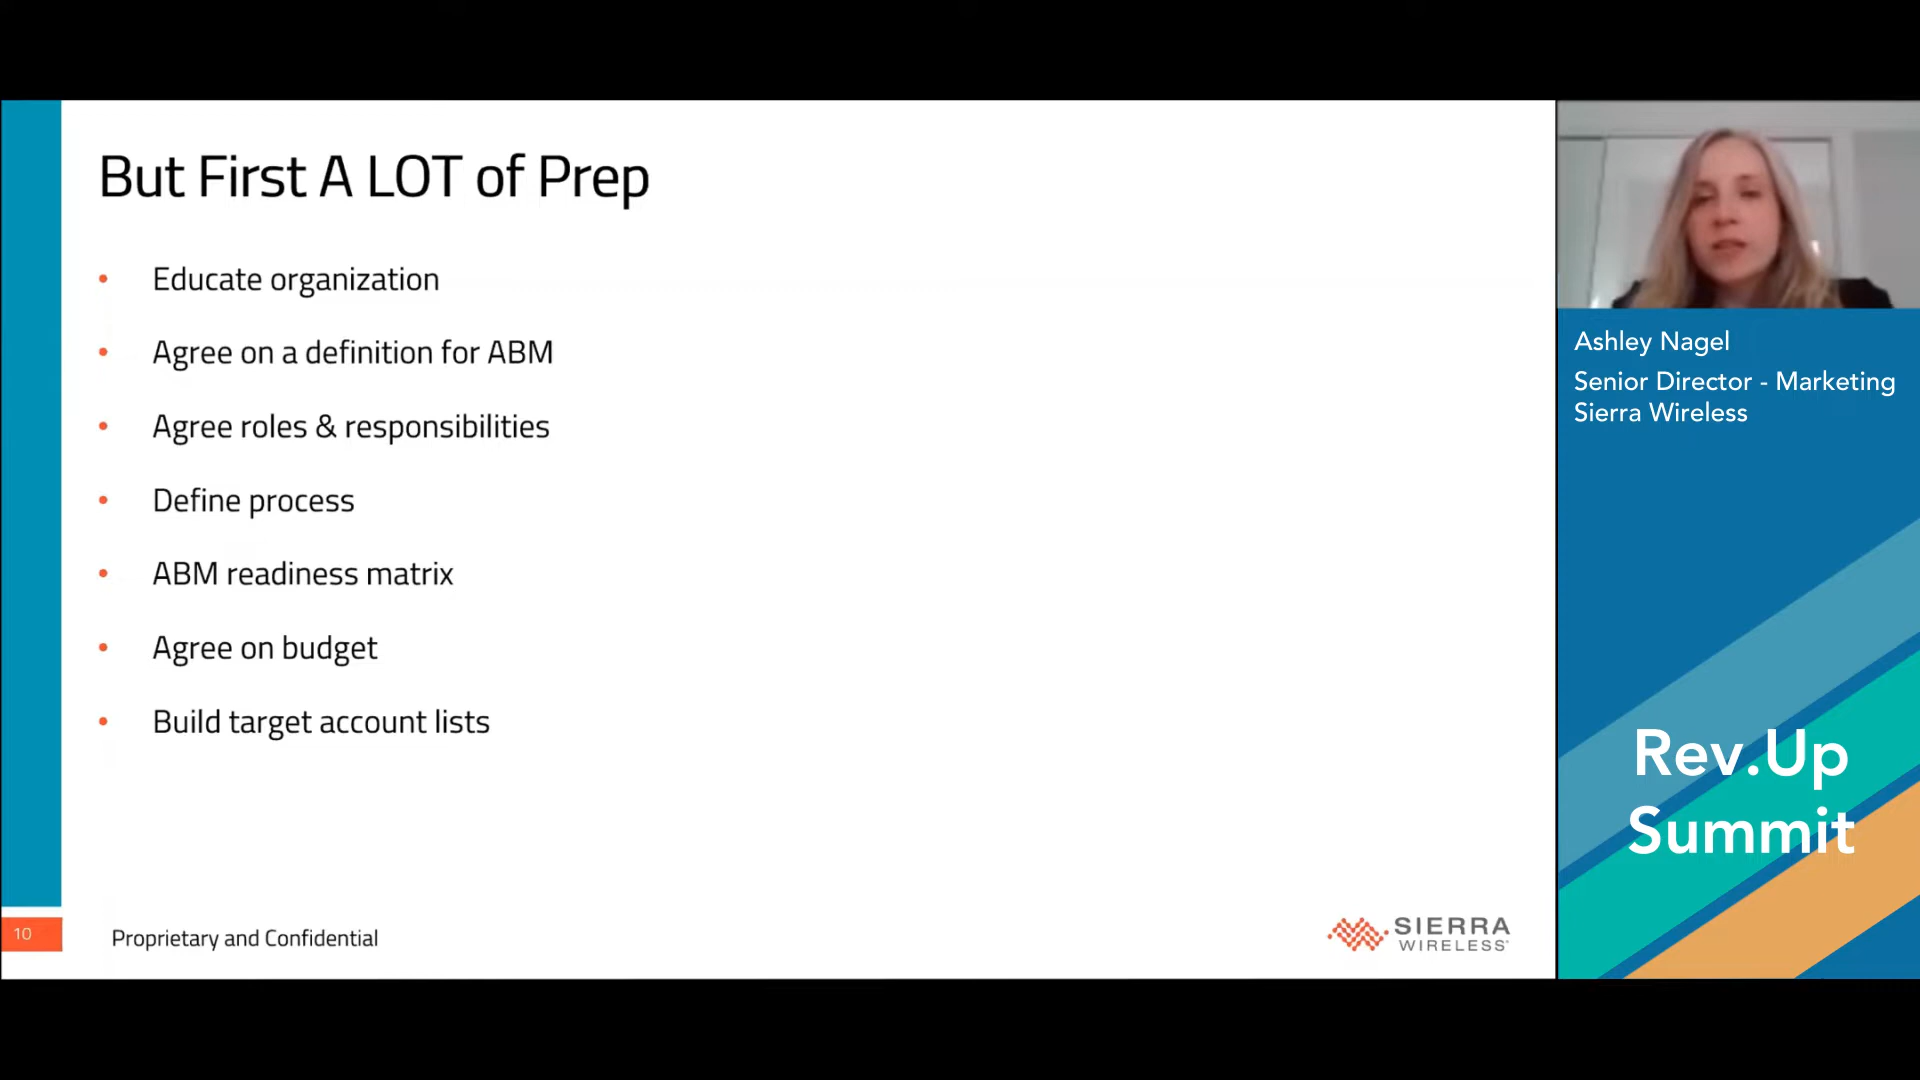 But First A LOT of Prep
• Educate organization
• Agree on a definition for ABM
• Agree roles & responsibilities
• Define process
• ABM readiness matrix
• Agree on budget
• Build target account lists
10
Proprietary and Confidential
SIERRA
WIRELESS
Ashley Nagel
Senior Director - Marketing
Sierra Wireless
Rev.Up
Summit